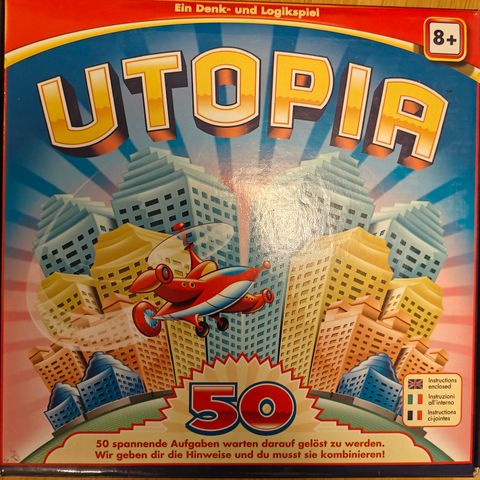 Ein Denk- und Logikspiel
8+
UTOPIA
Instructions
enclosed
Instruzioni
all'interno
Instructions
ci-jointes
50
50 spannende Aufgaben warten darauf gelöst zu werden.
Wir geben dir die Hinweise und du musst sie kombinieren!